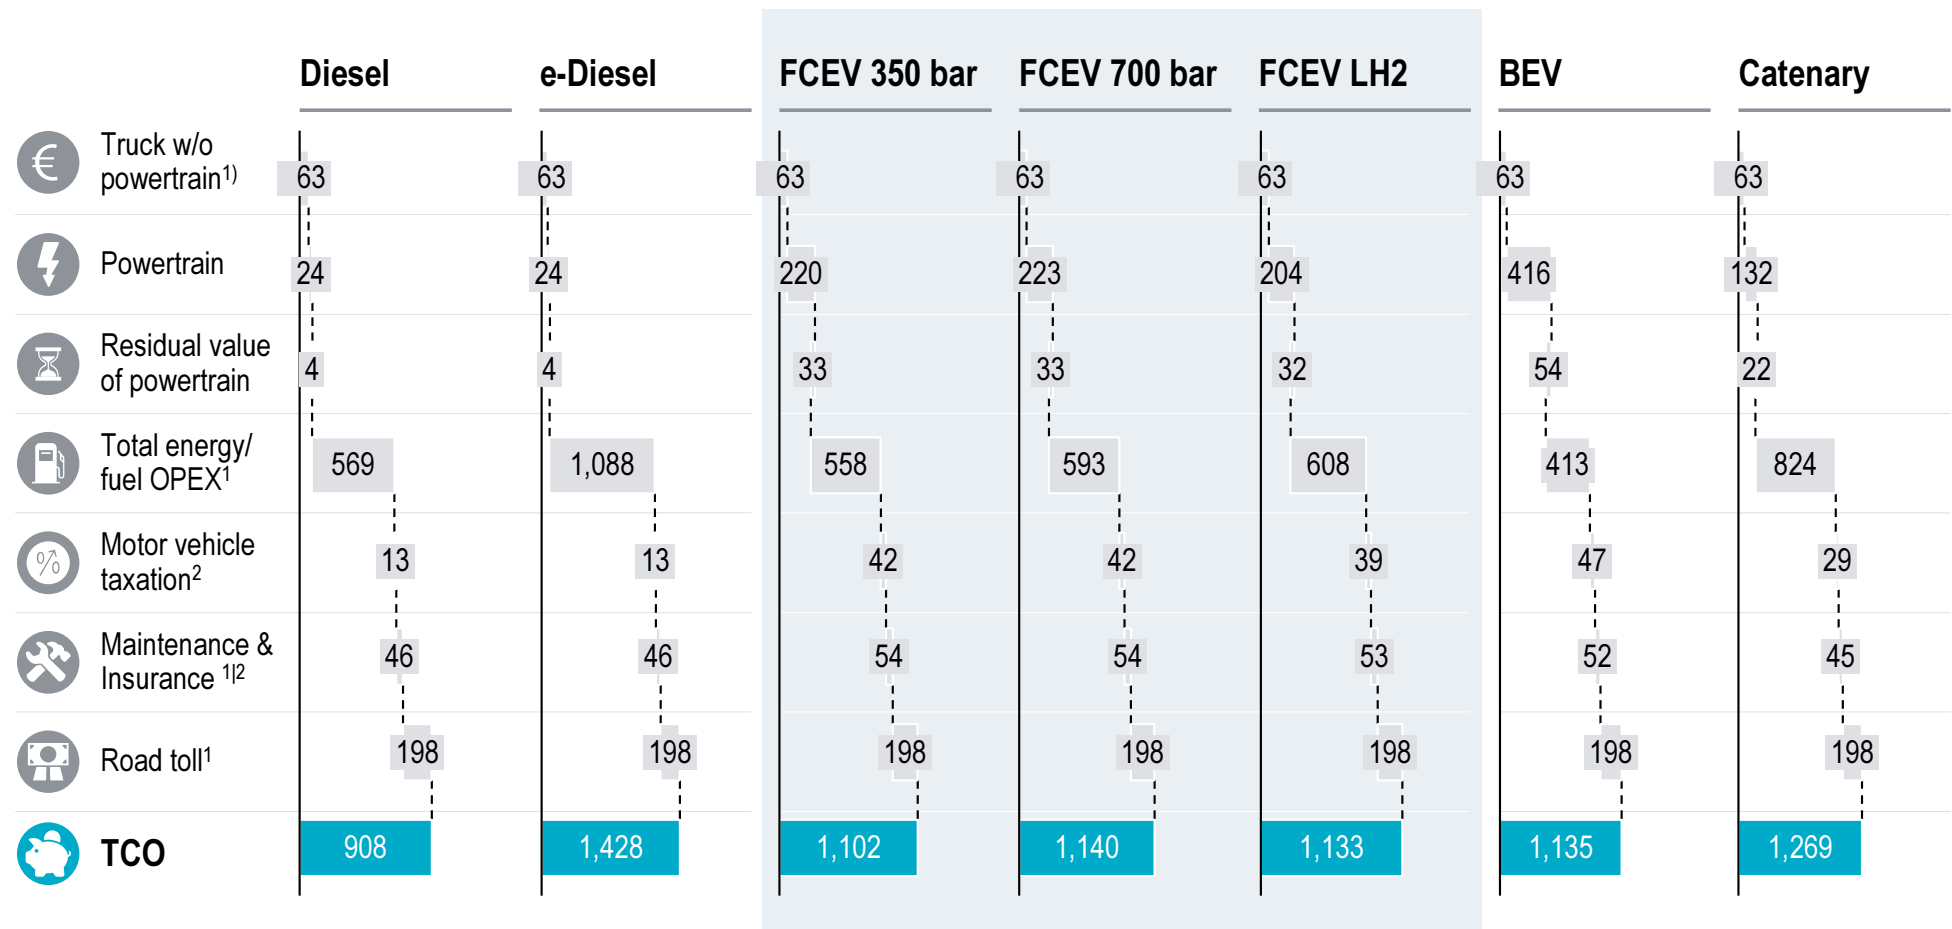 Diesel e-Diesel FCEV 350 bar FCEV 700 bar FCEV LH2 BEV Catenary
Truck w/o
powertrain1)
63 63 63 63 63 63 63
Powertrain
24 24 220 223 204 416 132
Residual value
of powertrain
4 4 33 33 32 54 22
Total energy/
fuel OPEX1
569 1,088 558 593 608 413 824
Motor vehicle
taxation2
13 13 42 42 39 47 29
Maintenance &
Insurance 1|2
46 46 54 54 53 52 45
Road toll1
198 198 198 198 198 198 198
TCO
908 1,428 1,102 1,140 1,133 1,135 1,269